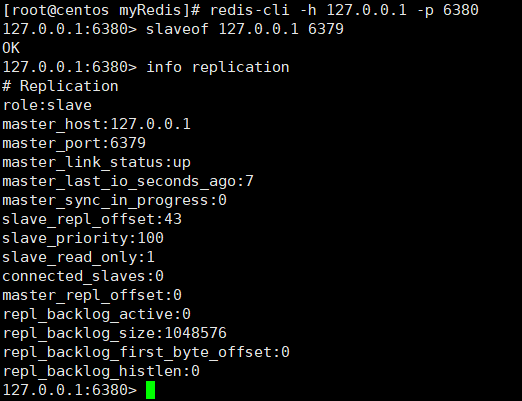 [root@centos myRedis]# redis-cli -h 127.0.0.1 -p 6380
127.0.0.1:6380> slaveof 127.0.0.1 6379
OK
127.0.0.1:6380> info replication
# Replication
role:slave
master_host:127.0.0.1
master_port:6379
master_link_status:up
master_last_io_seconds_ago:7
master_sync_in_progress:0
slave_repl_offset:43
slave_priority:100
slave_read_only:1
connected_slaves:0
master_repl_offset:0
repl_backlog_active:0
repl_backlog_size:1048576
repl_backlog_first_byte_offset:0
repl_backlog_histlen:0
127.0.0.1:6380>